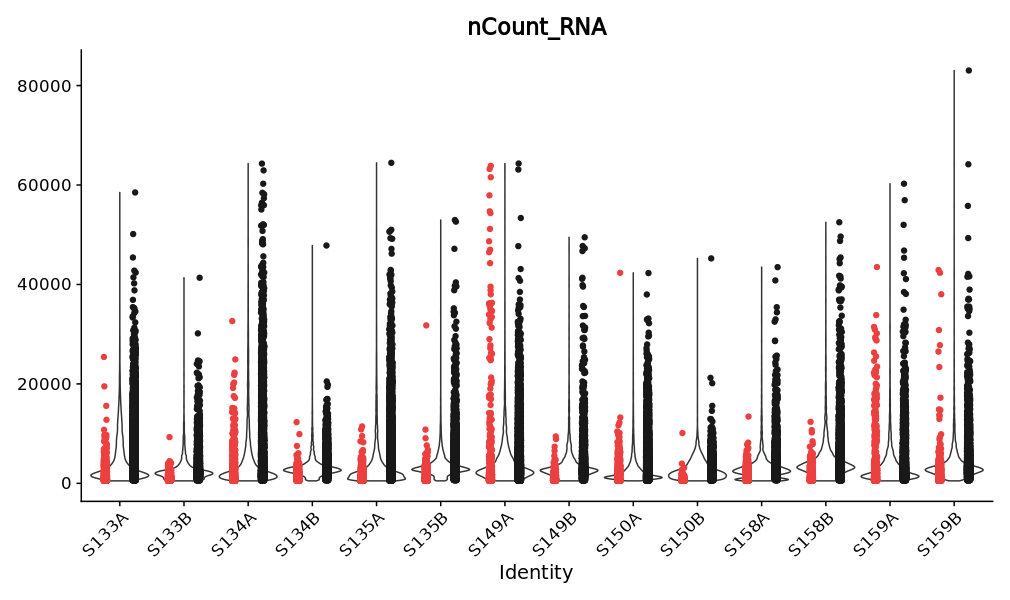 nCount_RNA
80000
60000
40000
20000
0
S133A
S133B
S134A
S134B
S135A
S135B
S149A
S149B
S150A
S150B
S158A
S158B
S159A
S159B
Identity